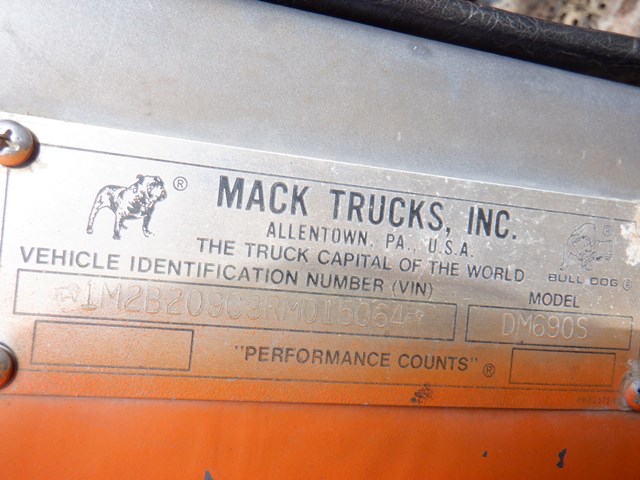 ® MACK TRUCKS, INC.
ALLENTOWN, PA., U.S.A.
THE TRUCK CAPITAL OF THE WORLD
BULL DOG ®
VEHICLE IDENTIFICATION NUMBER (VIN) MODEL
1M2B209C3RM015064 DM690S
"PERFORMANCE COUNTS" ®